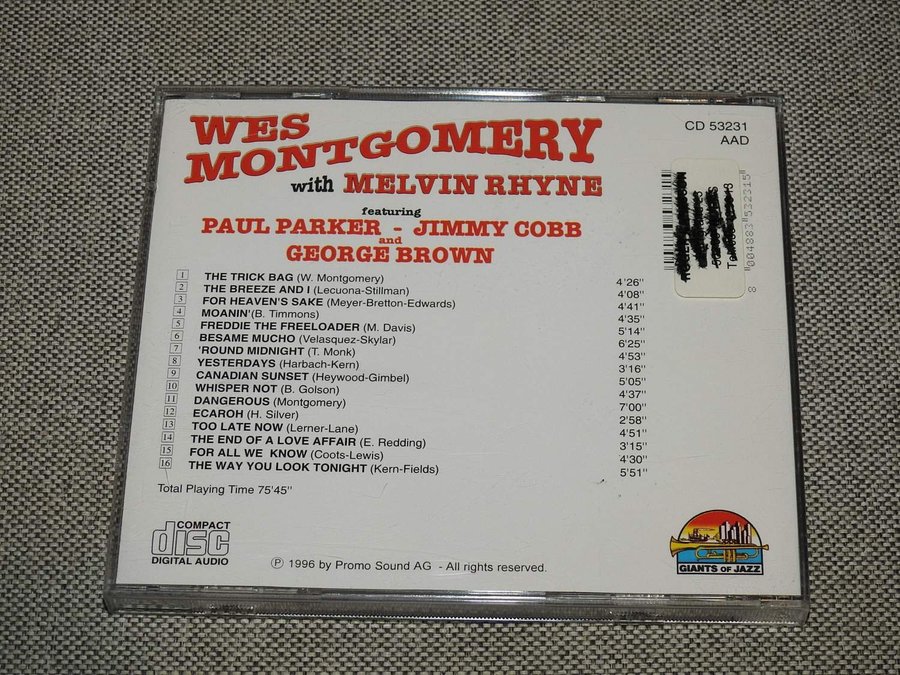 WES
MONTGOMERY
with MELVIN RHYNE
featuring
PAUL PARKER - JIMMY COBB
and
GEORGE BROWN
CD 53231
AAD
8 004883 532315
1 THE TRICK BAG (W. Montgomery) 4'26"
2 THE BREEZE AND I (Lecuona-Stillman) 4'08"
3 FOR HEAVEN'S SAKE (Meyer-Bretton-Edwards) 4'41"
4 MOANIN'(B. Timmons) 4'35"
5 FREDDIE THE FREELOADER (M. Davis) 5'14"
6 BESAME MUCHO (Velasquez-Skylar) 6'25"
7 'ROUND MIDNIGHT (T. Monk) 4'53"
8 YESTERDAYS (Harbach-Kern) 3'16"
9 CANADIAN SUNSET (Heywood-Gimbel) 5'05"
10 WHISPER NOT (B. Golson) 4'37"
11 DANGEROUS (Montgomery) 7'00"
12 ECAROH (H. Silver) 2'58"
13 TOO LATE NOW (Lerner-Lane) 4'51"
14 THE END OF A LOVE AFFAIR (E. Redding) 3'15"
15 FOR ALL WE KNOW (Coots-Lewis) 4'30"
16 THE WAY YOU LOOK TONIGHT (Kern-Fields) 5'51"
Total Playing Time 75'45"
COMPACT
disc
DIGITAL AUDIO
℗ 1996 by Promo Sound AG - All rights reserved.
GIANTS OF JAZZ